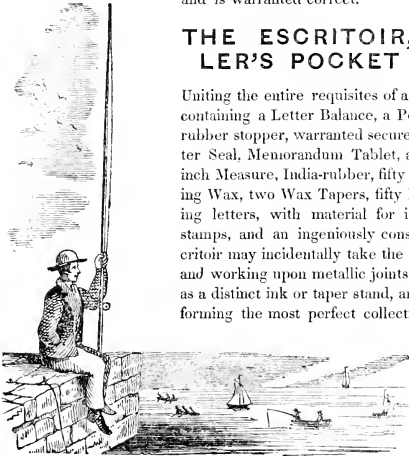 and is warranted correct.
THE ESCRITOIR,
LER'S POCKET
Uniting the entire requisites of a
containing a Letter Balance, a
rubber stopper, warranted secure
ter Seal, Memorandum Tablet,
inch Measure, India-rubber, fifty
ing Wax, two Wax Tapers, fifty
ing letters, with material for
stamps, and an ingeniously
critoir may incidentally take the
and working upon metallic joints
as a distinct ink or taper stand,
forming the most perfect